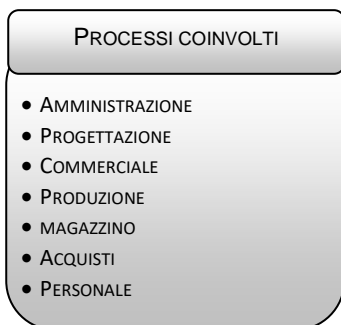 PROCESSI COINVOLTI
• AMMINISTRAZIONE
• PROGETTAZIONE
• COMMERCIALE
• PRODUZIONE
• MAGAZZINO
• ACQUISTI
• PERSONALE